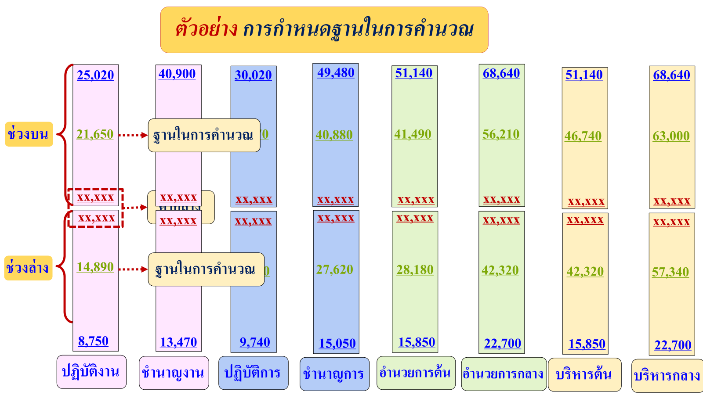 ตัวอย่าง การกำหนดฐานในการคำนวณ
25,020 40,900 30,020 49,480 51,140 68,640 51,140 68,640
ช่วงบน 21,650 ฐานในการคำนวณ 40,880 41,490 56,210 46,740 63,000
xx,xxx xx,xxx xx,xxx xx,xxx xx,xxx xx,xxx xx,xxx xx,xxx
xx,xxx xx,xxx xx,xxx xx,xxx xx,xxx xx,xxx xx,xxx xx,xxx
ช่วงล่าง 14,890 ฐานในการคำนวณ 27,620 28,180 42,320 42,320 57,340
8,750 13,470 9,740 15,050 15,850 22,700 15,850 22,700
ปฏิบัติงาน ชำนาญงาน ปฏิบัติการ ชำนาญการ อำนวยการต้น อำนวยการกลาง บริหารต้น บริหารกลาง